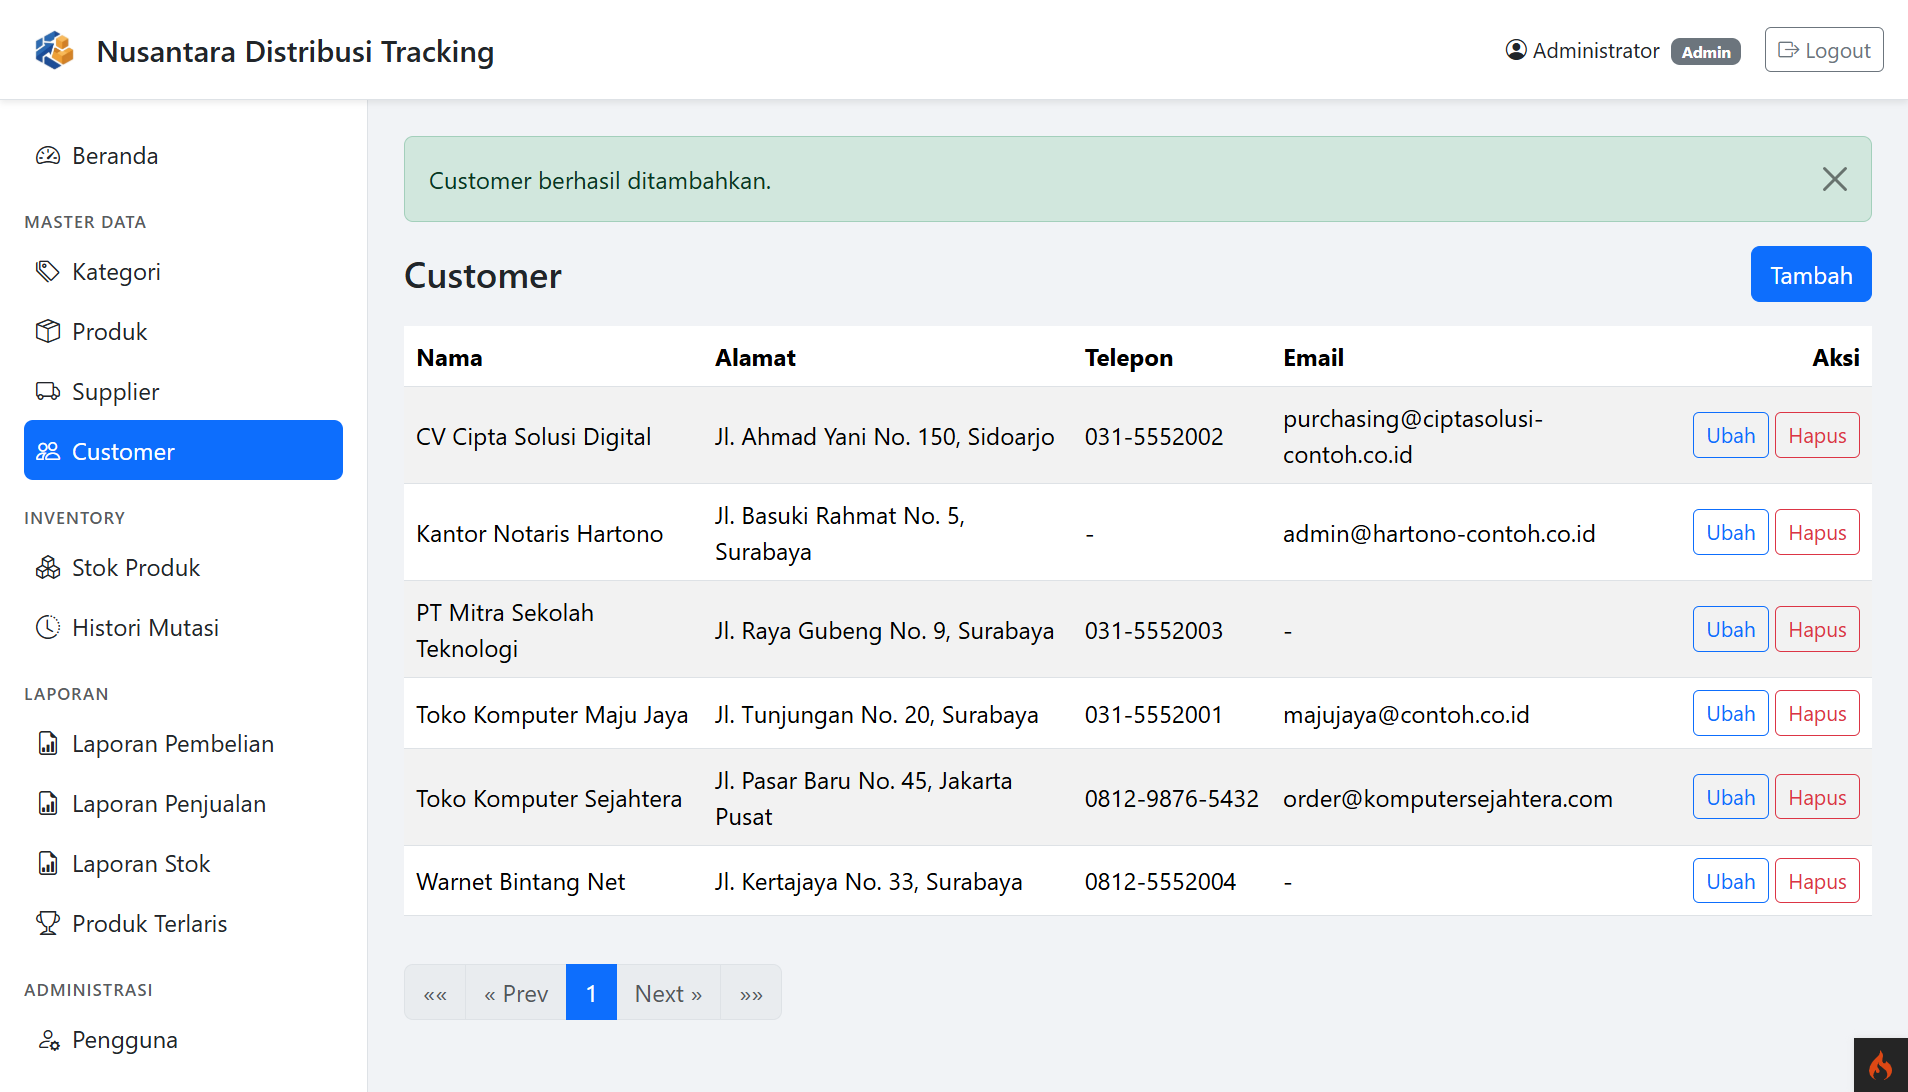 Nusantara Distribusi Tracking
Administrator Admin Logout
Beranda
MASTER DATA
Kategori
Produk
Supplier
Customer
INVENTORY
Stok Produk
Histori Mutasi
LAPORAN
Laporan Pembelian
Laporan Penjualan
Laporan Stok
Produk Terlaris
ADMINISTRASI
Pengguna
Customer berhasil ditambahkan.
Customer
Tambah
Nama Alamat Telepon Email Aksi
CV Cipta Solusi Digital Jl. Ahmad Yani No. 150, Sidoarjo 031-5552002 purchasing@ciptasolusi-
contoh.co.id Ubah Hapus
Kantor Notaris Hartono Jl. Basuki Rahmat No. 5,
Surabaya - admin@hartono-contoh.co.id Ubah Hapus
PT Mitra Sekolah
Teknologi Jl. Raya Gubeng No. 9, Surabaya 031-5552003 - Ubah Hapus
Toko Komputer Maju Jaya Jl. Tunjungan No. 20, Surabaya 031-5552001 majujaya@contoh.co.id Ubah Hapus
Toko Komputer Sejahtera Jl. Pasar Baru No. 45, Jakarta
Pusat 0812-9876-5432 order@komputersejahtera.com Ubah Hapus
Warnet Bintang Net Jl. Kertajaya No. 33, Surabaya 0812-5552004 - Ubah Hapus
«« « Prev 1 Next » »»